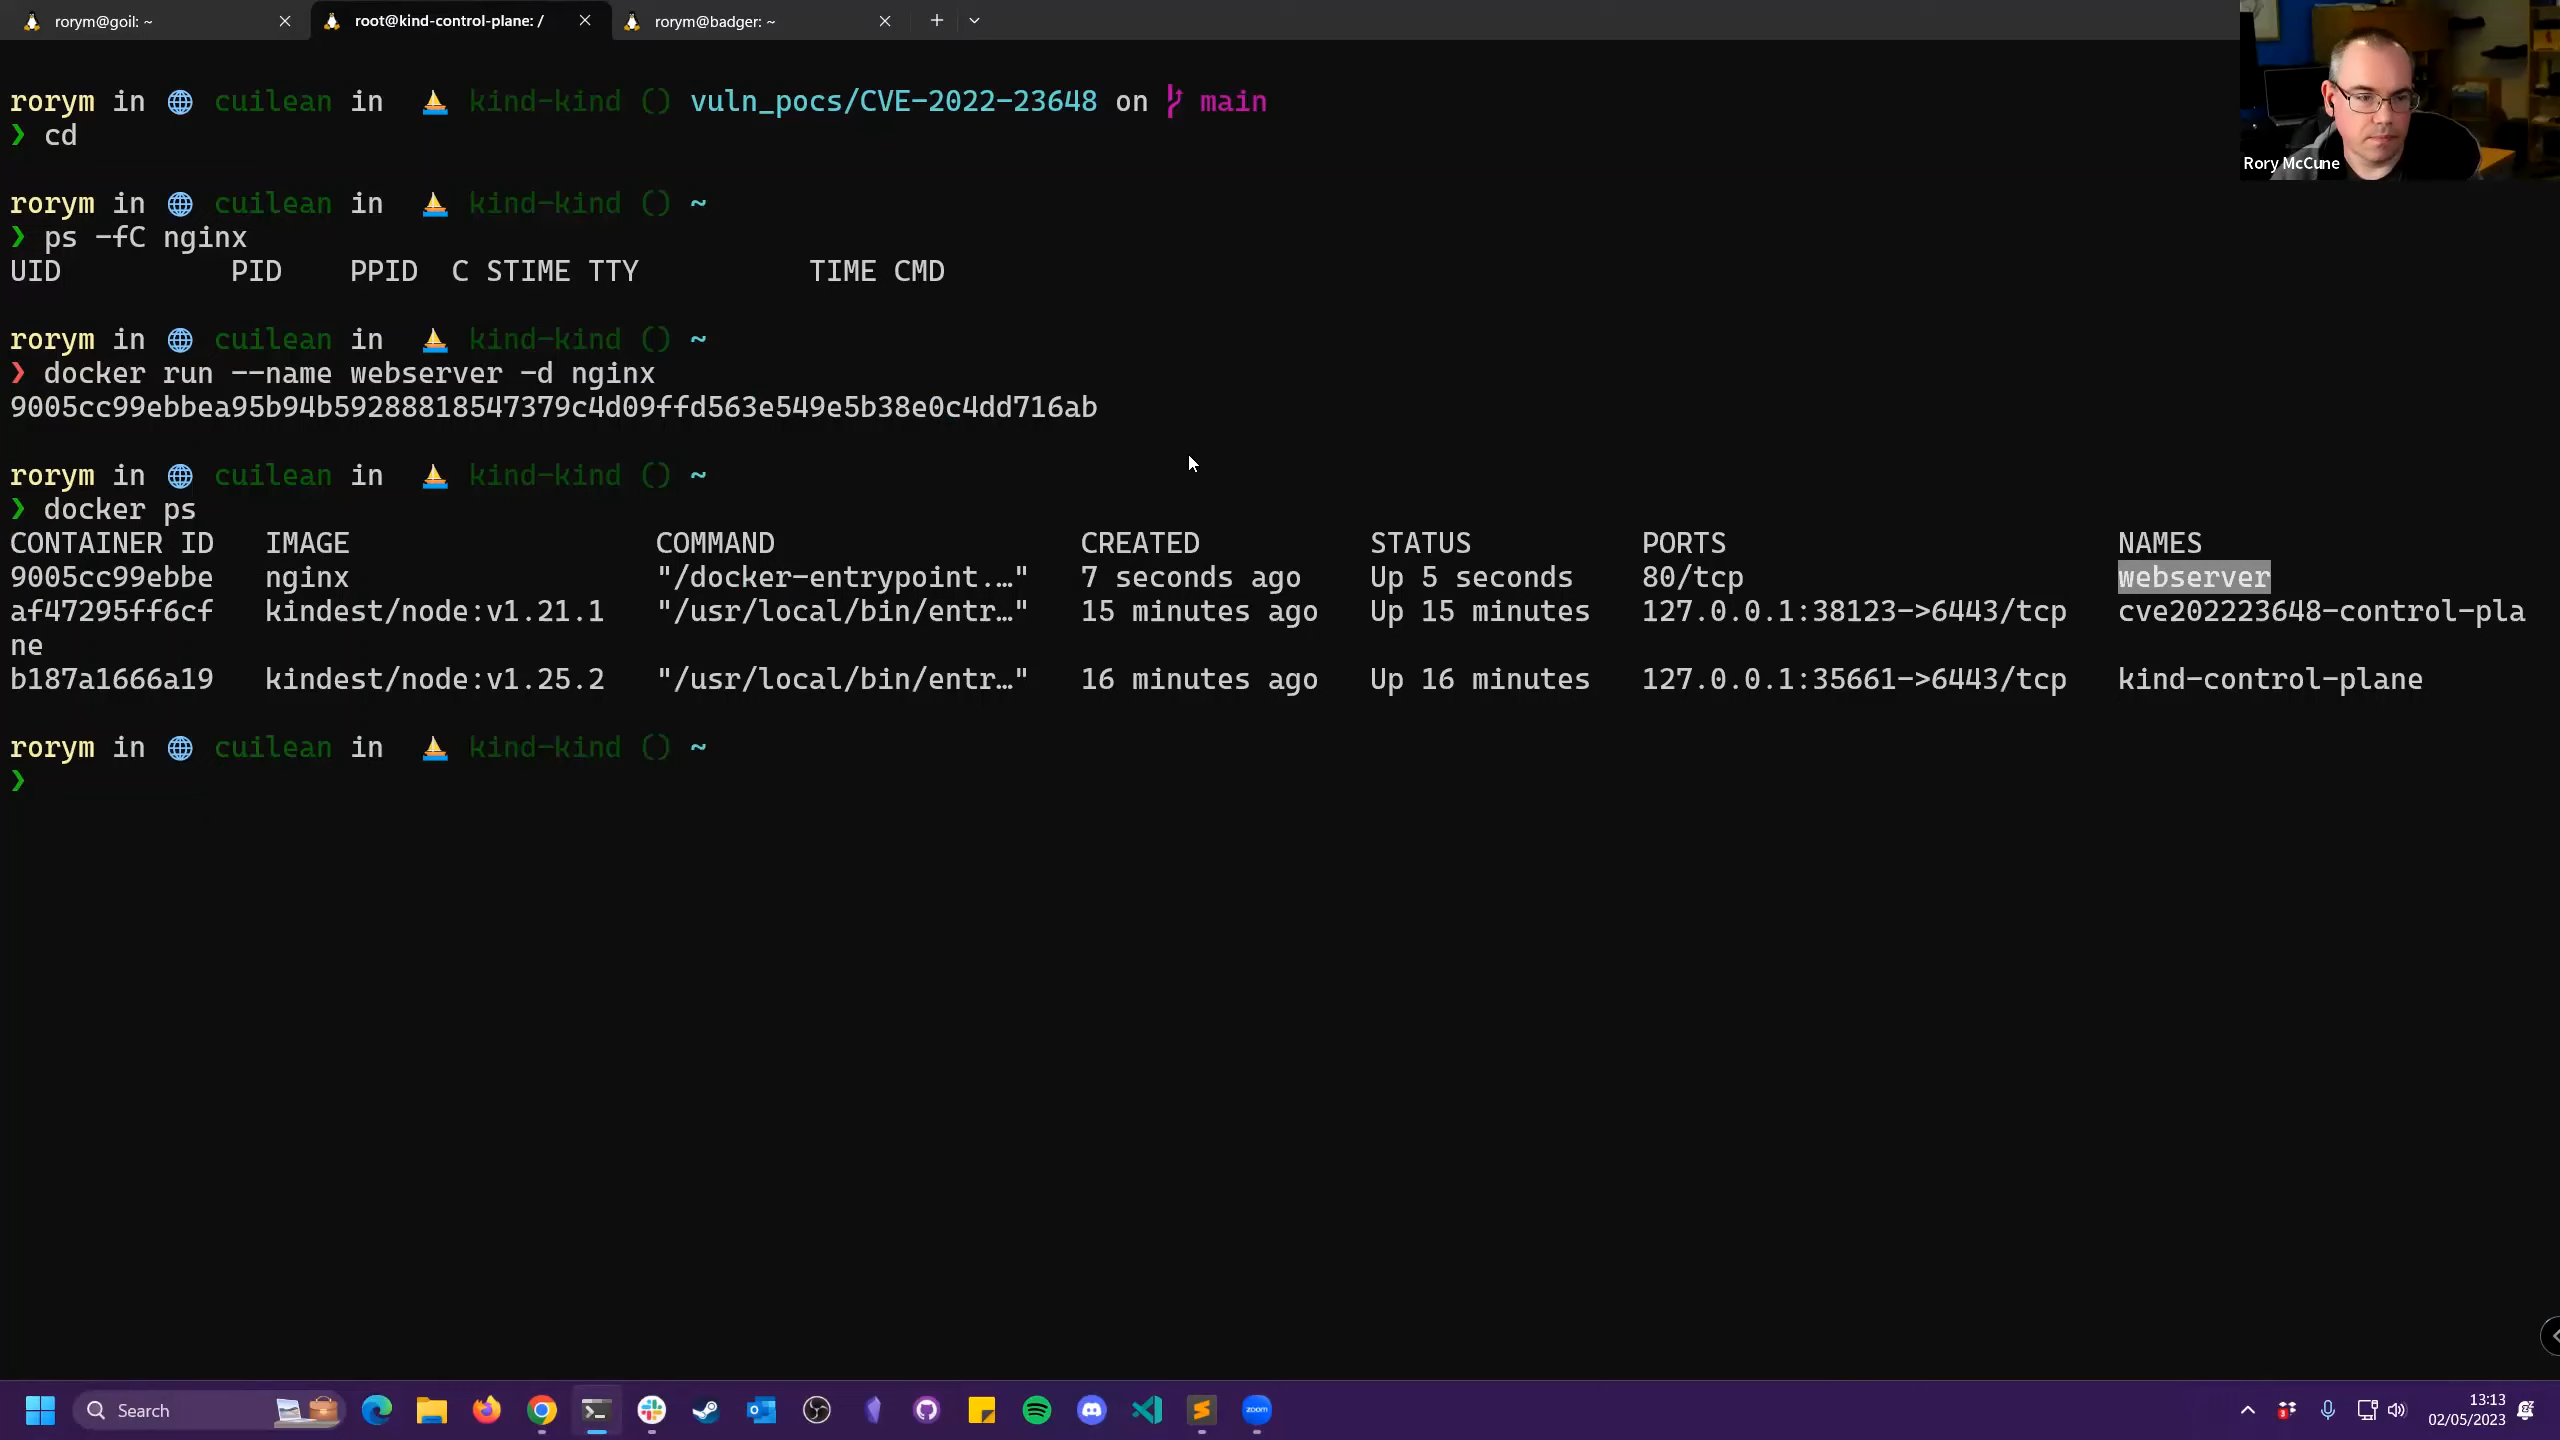 rorym@goil: ~
root@kind-control-plane: /
rorym@badger: ~
rorym in cuilean in kind-kind () vuln_pocs/CVE-2022-23648 on main
❯ cd
rorym in cuilean in kind-kind () ~
❯ ps -fC nginx
UID PID PPID C STIME TTY TIME CMD
rorym in cuilean in kind-kind () ~
❯ docker run --name webserver -d nginx
9005cc99ebbea95b94b59288818547379c4d09ffd563e549e5b38e0c4dd716ab
rorym in cuilean in kind-kind () ~
❯ docker ps
CONTAINER ID IMAGE COMMAND CREATED STATUS PORTS NAMES
9005cc99ebbe nginx "/docker-entrypoint.…" 7 seconds ago Up 5 seconds 80/tcp webserver
af47295ff6cf kindest/node:v1.21.1 "/usr/local/bin/entr…" 15 minutes ago Up 15 minutes 127.0.0.1:38123->6443/tcp cve202223648-control-pla
ne
b187a1666a19 kindest/node:v1.25.2 "/usr/local/bin/entr…" 16 minutes ago Up 16 minutes 127.0.0.1:35661->6443/tcp kind-control-plane
rorym in cuilean in kind-kind () ~
❯
Rory McCune
Search
zoom
13:13
02/05/2023